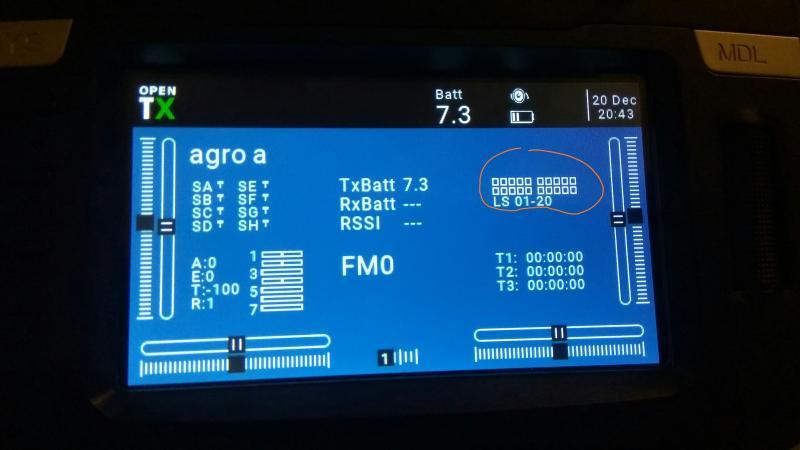 MDL
OPEN
TX
Batt
7.3
20 Dec
20:43
agro a
SA SE
SB SF
SC SG
SD SH
TxBatt 7.3
RxBatt ---
RSSI ---
LS 01-20
A:0
E:0
T:-100
R:1
1
3
5
7
FM0
T1: 00:00:00
T2: 00:00:00
T3: 00:00:00
1